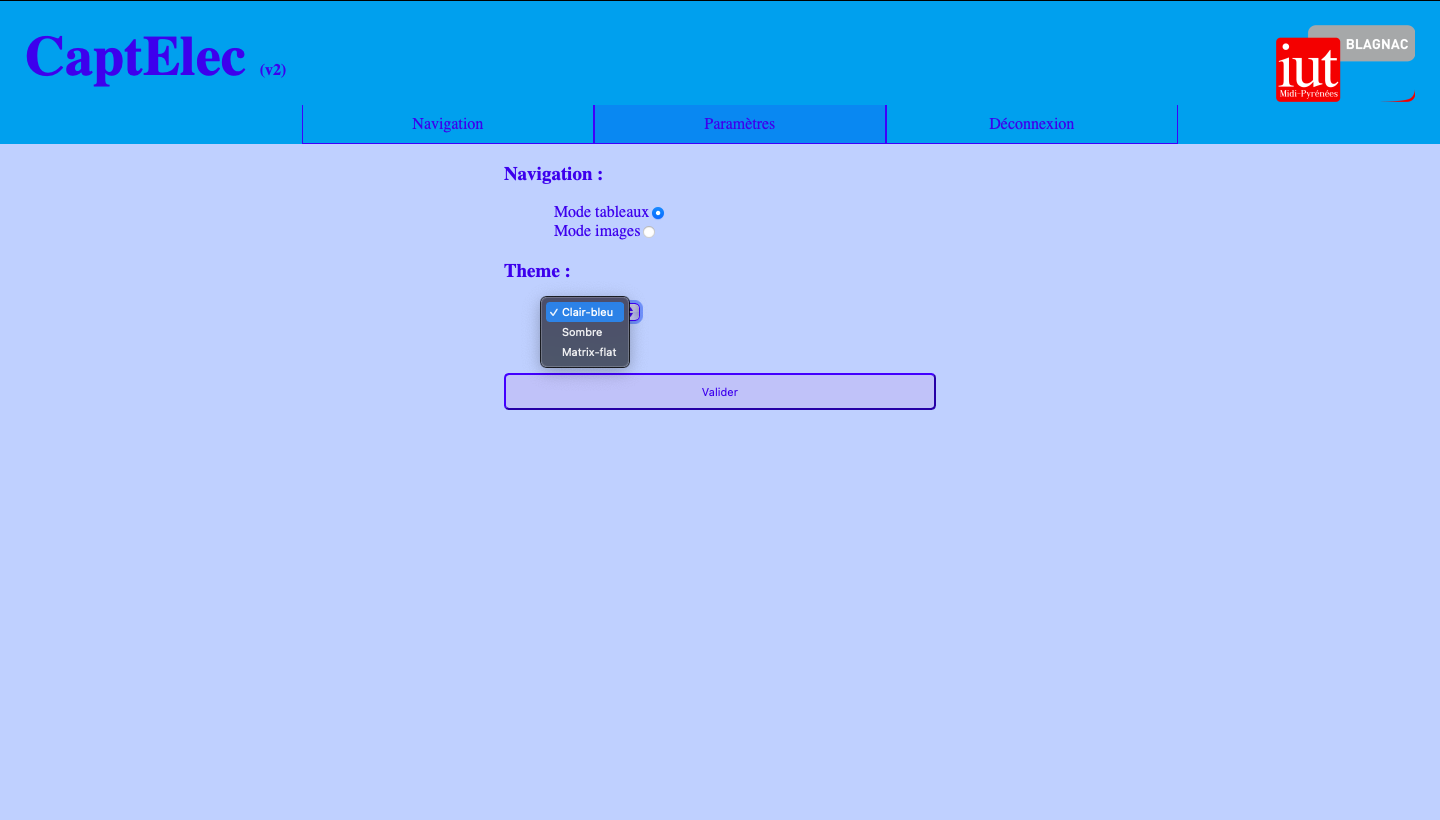 CaptElec (v2)
BLAGNAC
iut
Midi-Pyrénées
Navigation Paramètres Déconnexion
Navigation :
Mode tableaux
Mode images
Theme :
✓ Clair-bleu
Sombre
Matrix-flat
Valider